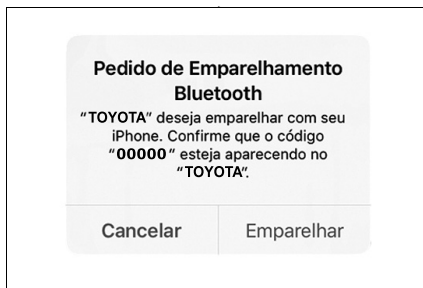 Pedido de Emparelhamento
Bluetooth
"TOYOTA" deseja emparelhar com seu
iPhone. Confirme que o código
"00000" esteja aparecendo no
"TOYOTA".
Cancelar
Emparelhar